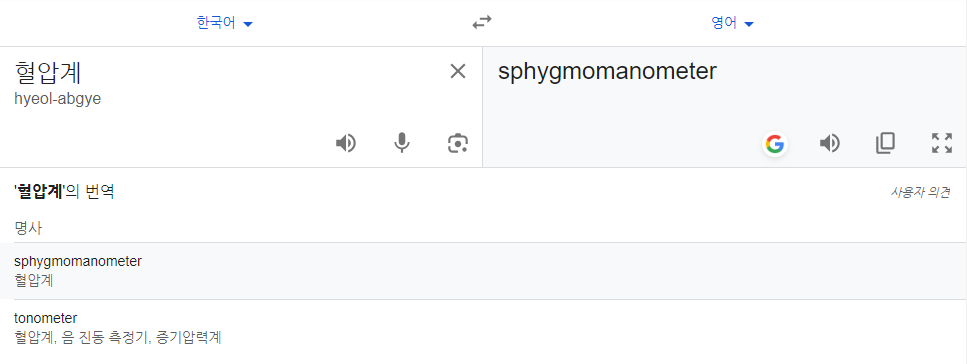 한국어 영어
혈압계
hyeol-abgye
sphygmomanometer
'혈압계'의 번역
사용자 의견
명사
sphygmomanometer
혈압계
tonometer
혈압계, 음 진동 측정기, 증기압력계